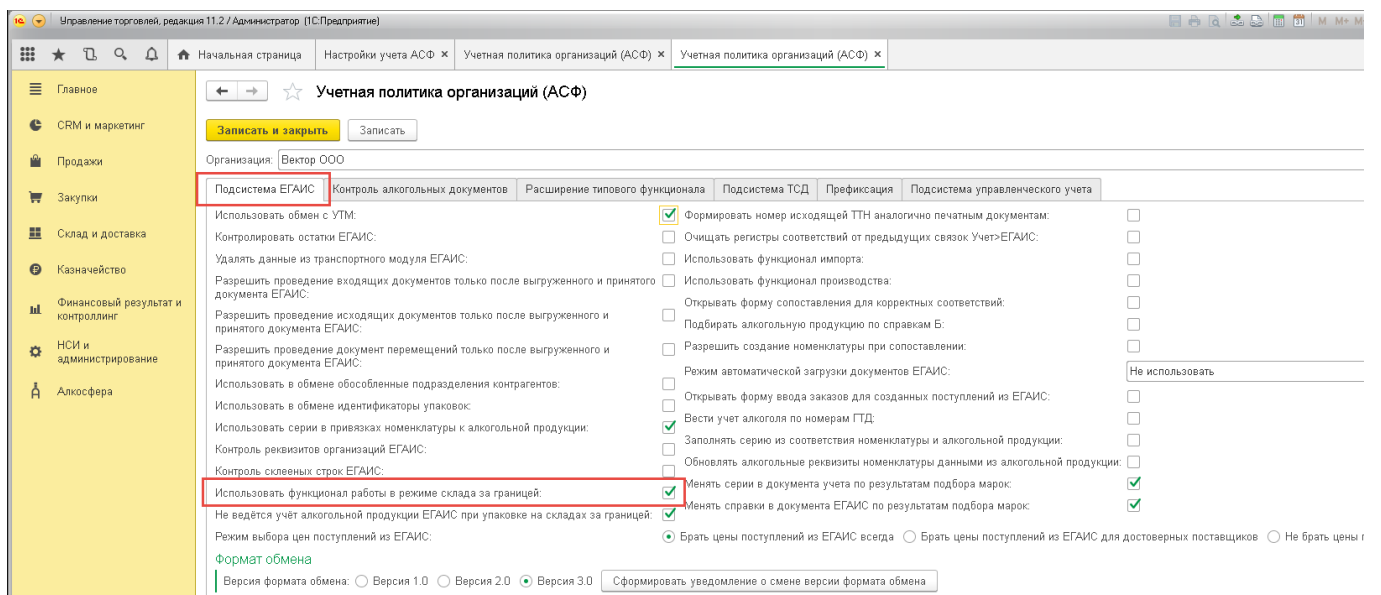 1С Управление торговлей, редакция 11.2 / Администратор (1С:Предприятие) M M+ M
Начальная страница Настройки учета АСФ × Учетная политика организаций (АСФ) × Учетная политика организаций (АСФ) ×
Главное
CRM и маркетинг
Продажи
Закупки
Склад и доставка
Казначейство
Финансовый результат и
контроллинг
НСИ и
администрирование
Алкосфера
Учетная политика организаций (АСФ)
Записать и закрыть Записать
Организация: Вектор ООО
Подсистема ЕГАИС Контроль алкогольных документов Расширение типового функционала Подсистема ТСД Префиксация Подсистема управленческого учета
Использовать обмен с УТМ:
Контролировать остатки ЕГАИС:
Удалять данные из транспортного модуля ЕГАИС:
Разрешить проведение входящих документов только после выгруженного и принятого
документа ЕГАИС:
Разрешить проведение исходящих документов только после выгруженного и
принятого документа ЕГАИС:
Разрешить проведение документ перемещений только после выгруженного и
принятого документа ЕГАИС:
Использовать в обмене обособленные подразделения контрагентов:
Использовать в обмене идентификаторы упаковок:
Использовать серии в привязках номенклатуры к алкогольной продукции:
Контроль реквизитов организаций ЕГАИС:
Контроль склееных строк ЕГАИС:
Использовать функционал работы в режиме склада за границей:
Не ведётся учёт алкогольной продукции ЕГАИС при упаковке на складах за границей:
Формировать номер исходящей ТТН аналогично печатным документам:
Очищать регистры соответствий от предыдущих связок Учет>ЕГАИС:
Использовать функционал импорта:
Использовать функционал производства:
Открывать форму сопоставления для корректных соответствий:
Подбирать алкогольную продукцию по справкам Б:
Разрешить создание номенклатуры при сопоставлении:
Режим автоматической загрузки документов ЕГАИС: Не использовать
Открывать форму ввода заказов для созданных поступлений из ЕГАИС:
Вести учет алкоголя по номерам ГТД:
Заполнять серию из соответствия номенклатуры и алкогольной продукции:
Обновлять алкогольные реквизиты номенклатуры данными из алкогольной продукции:
Менять серии в документа учета по результатам подбора марок:
Менять справки в документа ЕГАИС по результатам подбора марок:
Режим выбора цен поступлений из ЕГАИС: Брать цены поступлений из ЕГАИС всегда Брать цены поступлений из ЕГАИС для достоверных поставщиков Не брать цены
Формат обмена
Версия формата обмена: Версия 1.0 Версия 2.0 Версия 3.0 Сформировать уведомление о смене версии формата обмена